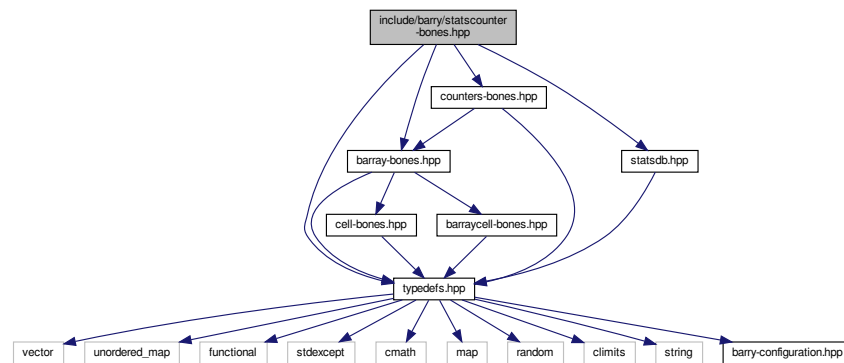 include/barry/statscounter
-bones.hpp
counters-bones.hpp
barray-bones.hpp
statsdb.hpp
cell-bones.hpp
barraycell-bones.hpp
typedefs.hpp
vector
unordered_map
functional
stdexcept
cmath
map
random
climits
string
barry-configuration.hpp